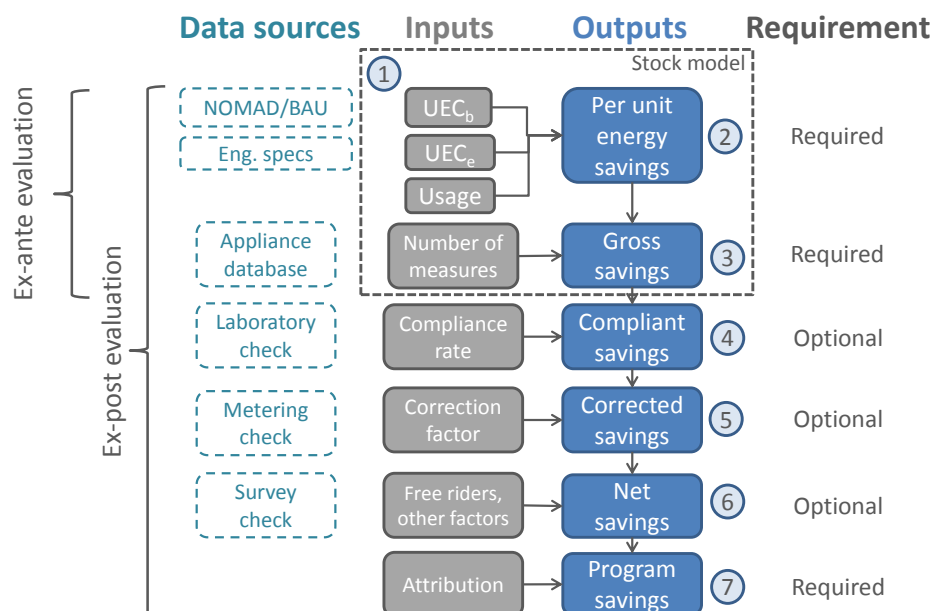 Data sources Inputs Outputs Requirement
Stock model
1
Ex-ante evaluation
Ex-post evaluation
NOMAD/BAU
Eng. specs
UECb
UECe
Usage
Per unit
energy
savings
2
Required
Appliance
database
Number of
measures
Gross
savings
3
Required
Laboratory
check
Compliance
rate
Compliant
savings
4
Optional
Metering
check
Correction
factor
Corrected
savings
5
Optional
Survey
check
Free riders,
other factors
Net
savings
6
Optional
Attribution
Program
savings
7
Required